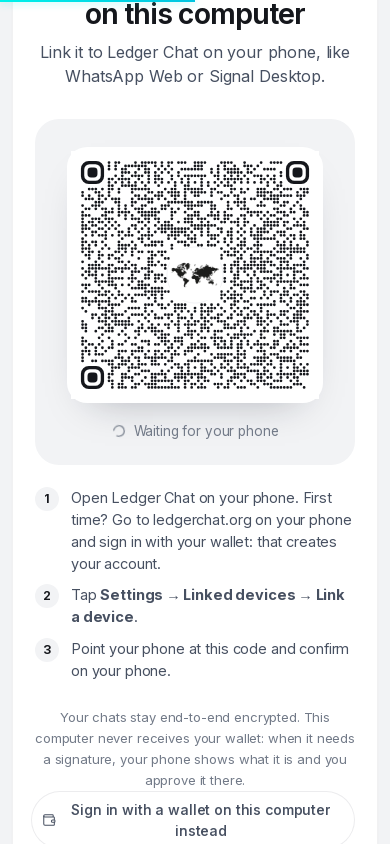 on this computer
Link it to Ledger Chat on your phone, like
WhatsApp Web or Signal Desktop.
Waiting for your phone
1 Open Ledger Chat on your phone. First
time? Go to ledgerchat.org on your phone
and sign in with your wallet: that creates
your account.
2 Tap Settings → Linked devices → Link
a device.
3 Point your phone at this code and confirm
on your phone.
Your chats stay end-to-end encrypted. This
computer never receives your wallet: when it needs
a signature, your phone shows what it is and you
approve it there.
Sign in with a wallet on this computer
instead